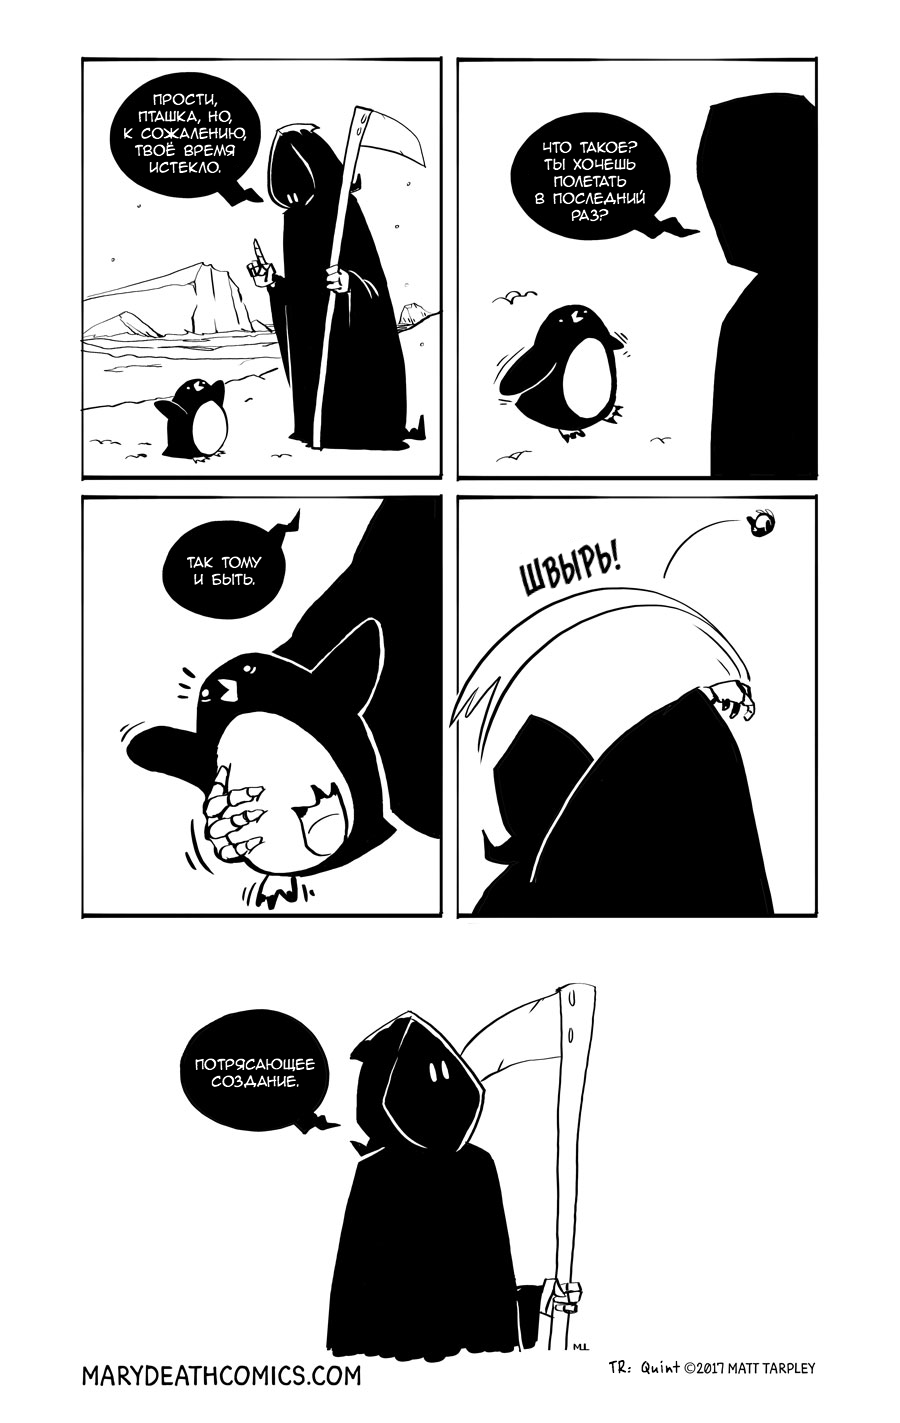 ПРОСТИ,
ПТАШКА, НО,
К СОЖАЛЕНИЮ,
ТВОЁ ВРЕМЯ
ИСТЕКЛО.
ЧТО ТАКОЕ?
ТЫ ХОЧЕШЬ
ПОЛЕТАТЬ
В ПОСЛЕДНИЙ
РАЗ?
ТАК ТОМУ
И БЫТЬ.
ШВЫРЬ!
ПОТРЯСАЮЩЕЕ
СОЗДАНИЕ.
MARYDEATHCOMICS.COM
TR: Quint ©2017 MATT TARPLEY